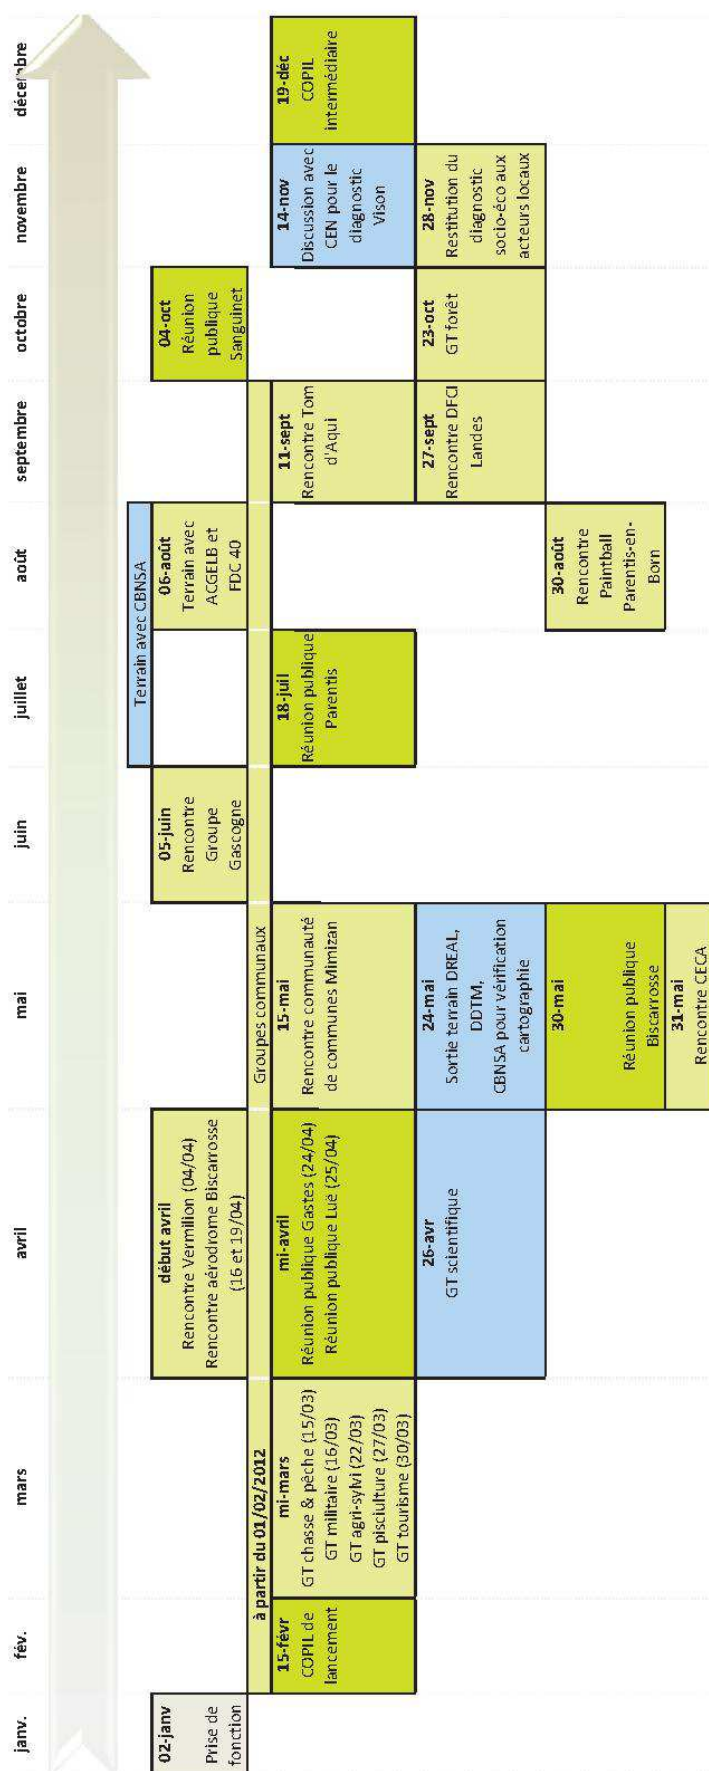 janv.
fév.
mars
avril
mai
juin
juillet
août
septembre
octobre
novembre
décembre
Terrain avec CBNSA
02-janv
Prise de
fonction
début avril
Rencontre Vermilion (04/04)
Rencontre aérodrome Biscarrosse
(16 et 19/04)
05-juin
Rencontre
Groupe
Gascogne
06-août
Terrain avec
ACGELB et
FDC 40
04-oct
Réunion
publique
Sanguinet
à partir du 01/02/2012
Groupes communaux
15-févr
COPIL de
lancement
mi-mars
GT chasse & pêche (15/03)
GT militaire (16/03)
GT agri-sylvi (22/03)
GT pisciulture (27/03)
GT tourisme (30/03)
mi-avril
Réunion publique Gastes (24/04)
Réunion publique Lüe (25/04)
15-mai
Rencontre communauté
de communes Mimizan
18-juil
Réunion publique
Parentis
11-sept
Rencontre Tom
d'Aqui
14-nov
Discussion avec
CEN pour le
diagnostic
Vison
19-déc
COPIL
intermédiaire
26-avr
GT scientifique
24-mai
Sortie terrain DREAL,
DDTM,
CBNSA pour vérification
cartographie
27-sept
Rencontre DFCI
Landes
23-oct
GT forêt
28-nov
Restitution du
diagnostic
socio-éco aux
acteurs locaux
30-mai
Réunion publique
Biscarrosse
30-août
Rencontre
Paintball
Parentis-en-
Born
31-mai
Rencontre CECA